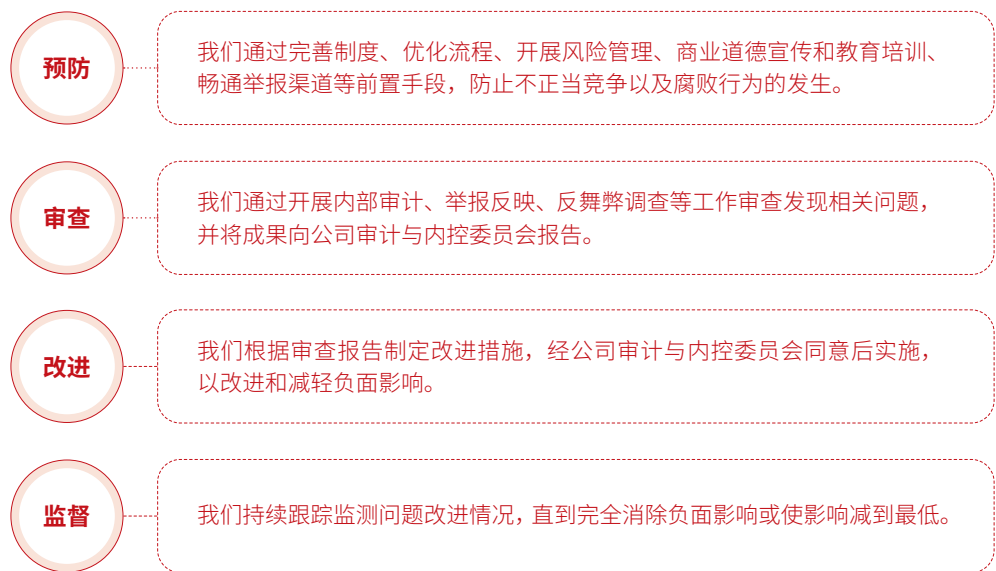 预防
我们通过完善制度、优化流程、开展风险管理、商业道德宣传和教育培训、
畅通举报渠道等前置手段，防止不正当竞争以及腐败行为的发生。
审查
我们通过开展内部审计、举报反映、反舞弊调查等工作审查发现相关问题，
并将成果向公司审计与内控委员会报告。
改进
我们根据审查报告制定改进措施，经公司审计与内控委员会同意后实施，
以改进和减轻负面影响。
监督
我们持续跟踪监测问题改进情况，直到完全消除负面影响或使影响减到最低。